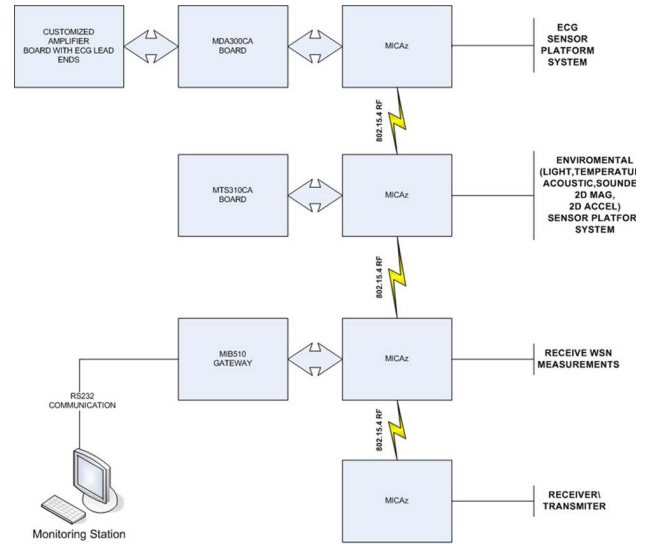 CUSTOMIZED
AMPLIFIER
BOARD WITH ECG LEAD
ENDS
MDA300CA
BOARD
MICAz
ECG
SENSOR
PLATFORM
SYSTEM
802.15.4 RF
MTS310CA
BOARD
MICAz
ENVIROMENTAL
(LIGHT,TEMPERATU
ACOUSTIC,SOUNDE
2D MAG,
2D ACCEL)
SENSOR PLATFOR
SYSTEM
802.15.4 RF
MIB510
GATEWAY
MICAz
RECEIVE WSN
MEASUREMENTS
RS232
COMMUNICATION
802.15.4 RF
MICAz
RECEIVER\
TRANSMITER
Monitoring Station